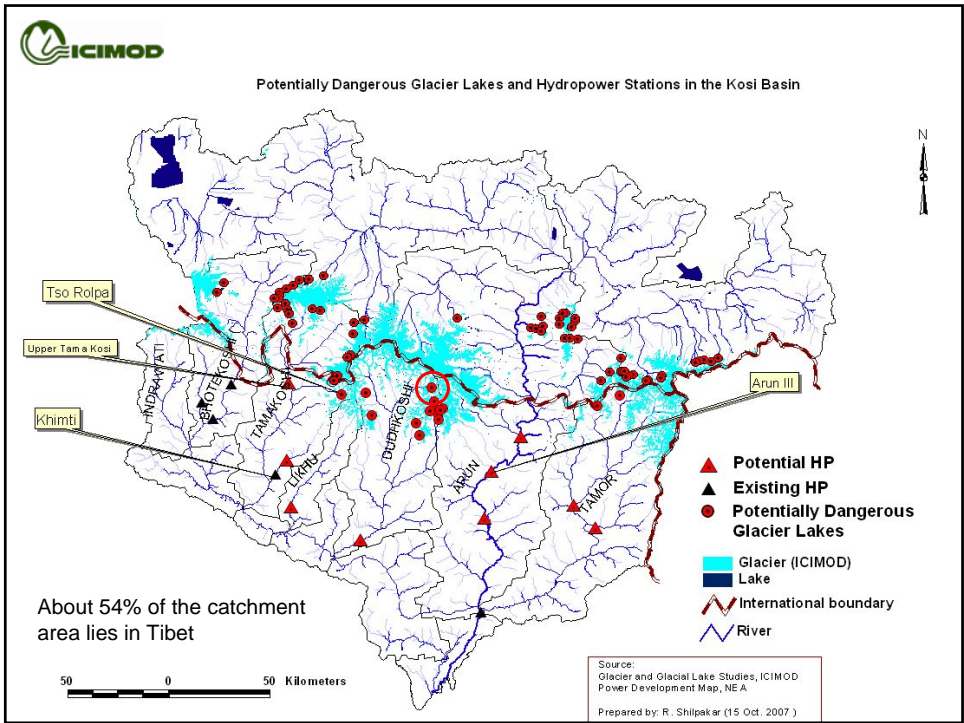 ICIMOD
Potentially Dangerous Glacier Lakes and Hydropower Stations in the Kosi Basin
N
Tso Rolpa
Upper Tama Kosi
Khimti
Arun III
INDRAWATI
BHOTEKOSHI
TAMAKOSHI
LIKHU
DUDHKOSHI
ARUN
TAMOR
Potential HP
Existing HP
Potentially Dangerous
Glacier Lakes
Glacier (ICIMOD)
Lake
International boundary
River
About 54% of the catchment
area lies in Tibet
50 0 50 Kilometers
Source:
Glacier and Glacial Lake Studies, ICIMOD
Power Development Map, NEA
Prepared by: R. Shilpakar (15 Oct. 2007 )